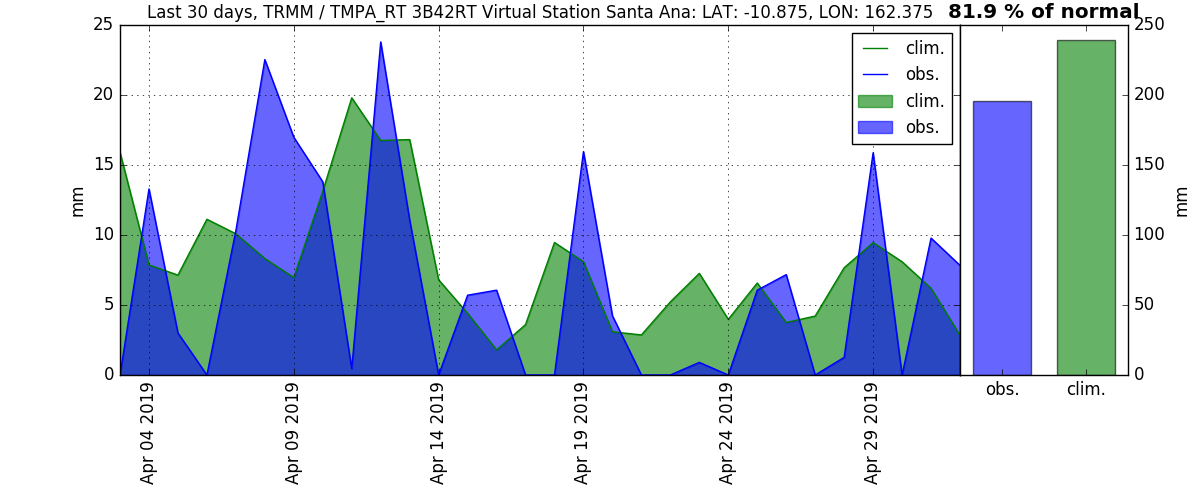 Last 30 days, TRMM / TMPA_RT 3B42RT Virtual Station Santa Ana: LAT: -10.875, LON: 162.375
81.9 % of normal
25
20
15
10
5
0
mm
clim.
obs.
clim.
obs.
Apr 04 2019
Apr 09 2019
Apr 14 2019
Apr 19 2019
Apr 24 2019
Apr 29 2019
250
200
150
100
50
0
mm
obs.
clim.